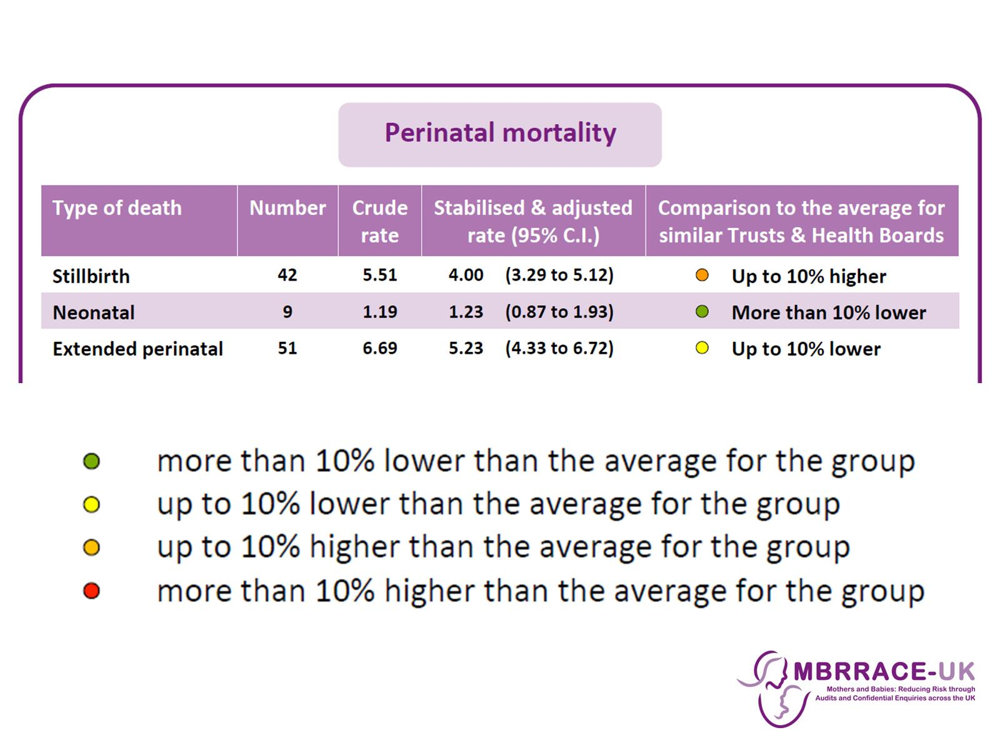 Perinatal mortality
Type of death Number Crude rate Stabilised & adjusted rate (95% C.I.) Comparison to the average for similar Trusts & Health Boards
Stillbirth 42 5.51 4.00 (3.29 to 5.12) Up to 10% higher
Neonatal 9 1.19 1.23 (0.87 to 1.93) More than 10% lower
Extended perinatal 51 6.69 5.23 (4.33 to 6.72) Up to 10% lower
more than 10% lower than the average for the group
up to 10% lower than the average for the group
up to 10% higher than the average for the group
more than 10% higher than the average for the group
MBRRACE-UK
Mothers and Babies: Reducing Risk through
Audits and Confidential Enquiries across the UK